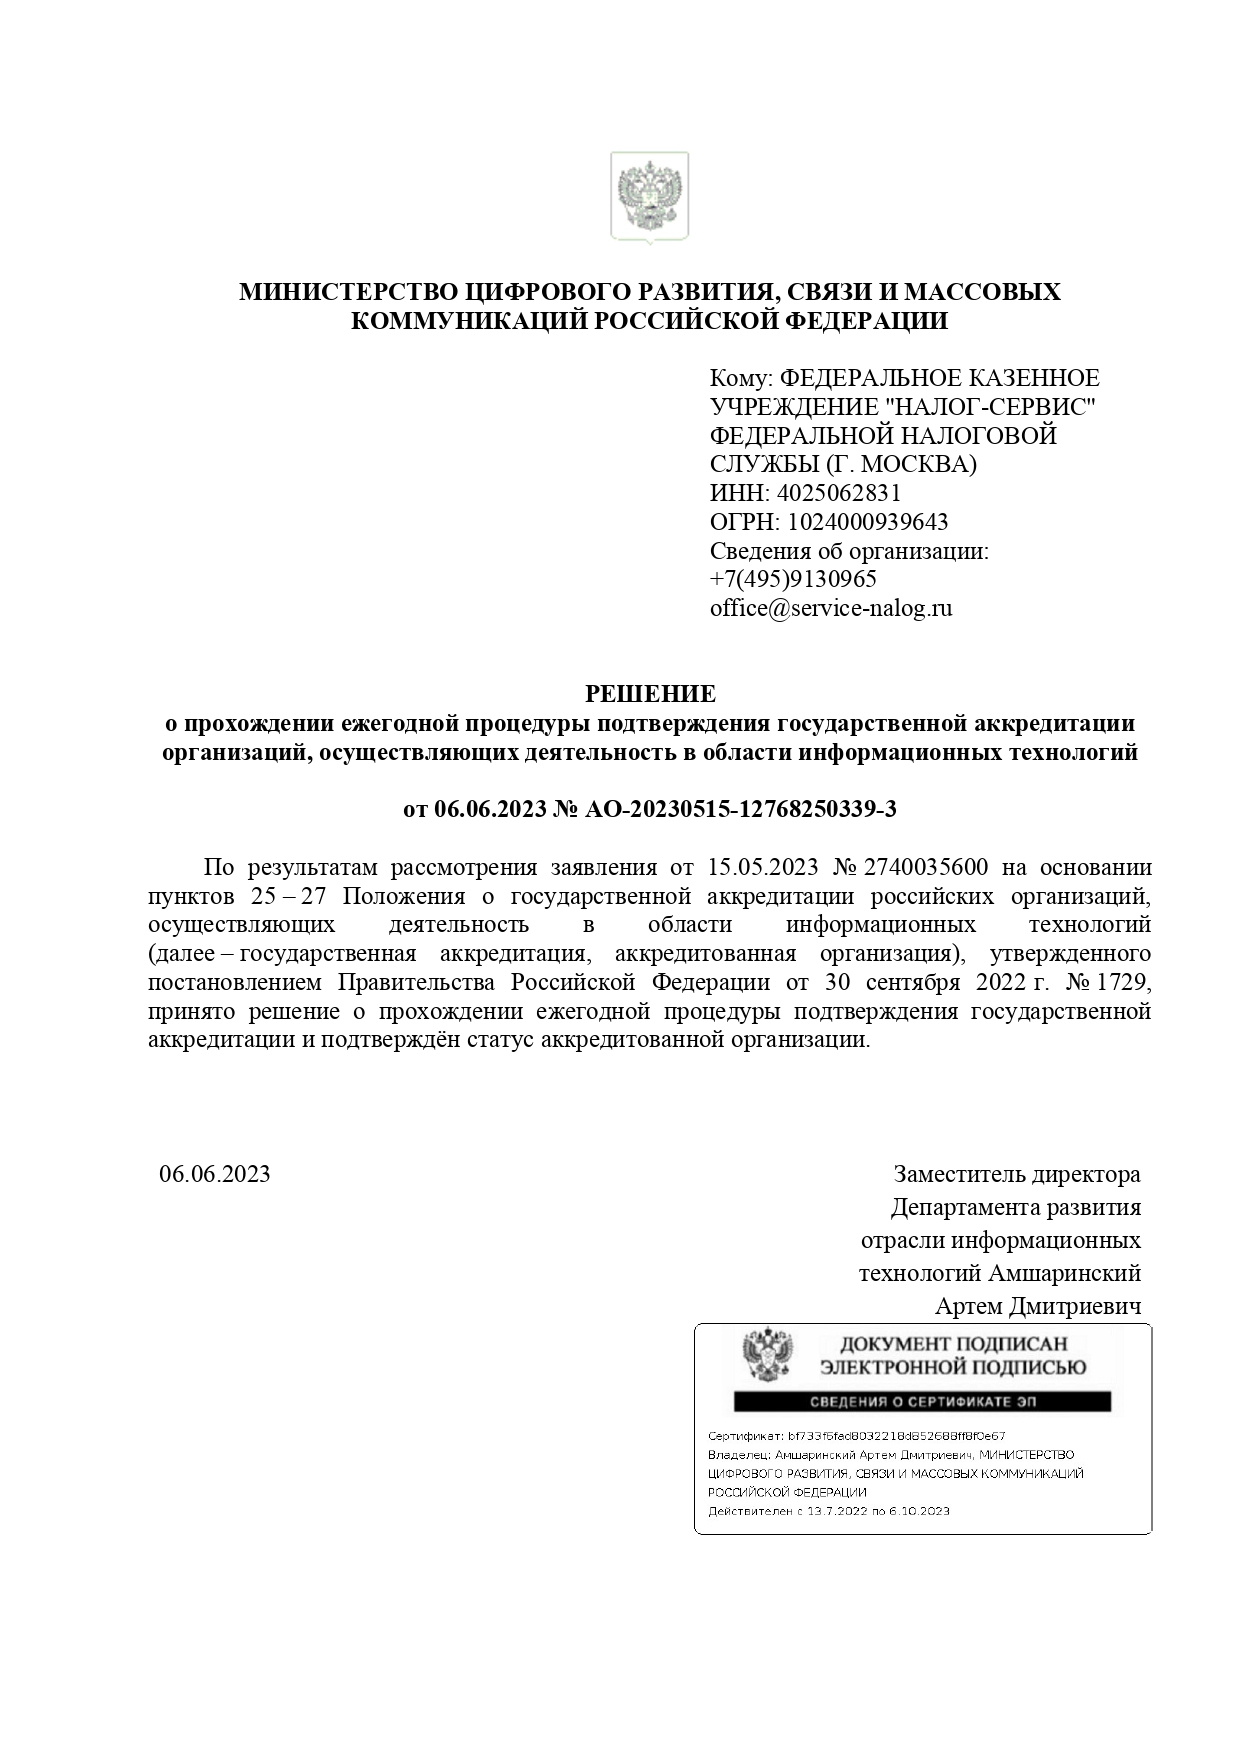 МИНИСТЕРСТВО ЦИФРОВОГО РАЗВИТИЯ, СВЯЗИ И МАССОВЫХ
КОММУНИКАЦИЙ РОССИЙСКОЙ ФЕДЕРАЦИИ
Кому: ФЕДЕРАЛЬНОЕ КАЗЕННОЕ
УЧРЕЖДЕНИЕ "НАЛОГ-СЕРВИС"
ФЕДЕРАЛЬНОЙ НАЛОГОВОЙ
СЛУЖБЫ (Г. МОСКВА)
ИНН: 4025062831
ОГРН: 1024000939643
Сведения об организации:
+7(495)9130965
office@service-nalog.ru
РЕШЕНИЕ
о прохождении ежегодной процедуры подтверждения государственной аккредитации
организаций, осуществляющих деятельность в области информационных технологий
от 06.06.2023 № АО-20230515-12768250339-3
По результатам рассмотрения заявления от 15.05.2023 № 2740035600 на основании
пунктов 25 – 27 Положения о государственной аккредитации российских организаций,
осуществляющих деятельность в области информационных технологий
(далее – государственная аккредитация, аккредитованная организация), утвержденного
постановлением Правительства Российской Федерации от 30 сентября 2022 г. № 1729,
принято решение о прохождении ежегодной процедуры подтверждения государственной
аккредитации и подтверждён статус аккредитованной организации.
06.06.2023
Заместитель директора
Департамента развития
отрасли информационных
технологий Амшаринский
Артем Дмитриевич
ДОКУМЕНТ ПОДПИСАН
ЭЛЕКТРОННОЙ ПОДПИСЬЮ
СВЕДЕНИЯ О СЕРТИФИКАТЕ ЭП
Сертификат: bf733f6fad8032218d852688ff8f0e67
Владелец: Амшаринский Артем Дмитриевич, МИНИСТЕРСТВО
ЦИФРОВОГО РАЗВИТИЯ, СВЯЗИ И МАССОВЫХ КОММУНИКАЦИЙ
РОССИЙСКОЙ ФЕДЕРАЦИИ
Действителен с 13.7.2022 по 6.10.2023